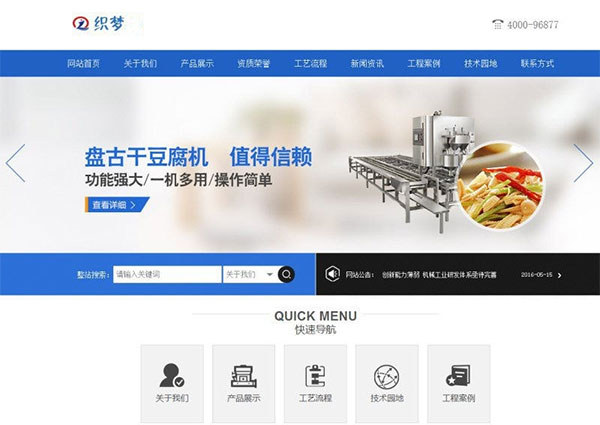 织梦
4000-96877
网站首页 关于我们 产品展示 资质荣誉 工艺流程 新闻资讯 工程案例 技术园地 联系方式
盘古干豆腐机 值得信赖
功能强大/一机多用/操作简单
查看详细
整站搜索： 请输入关键词 关于我们 网站公告： 创新能力薄弱 机械工业研发体系亟待完善 2016-05-15
QUICK MENU
快速导航
关于我们 产品展示 工艺流程 技术园地 工程案例